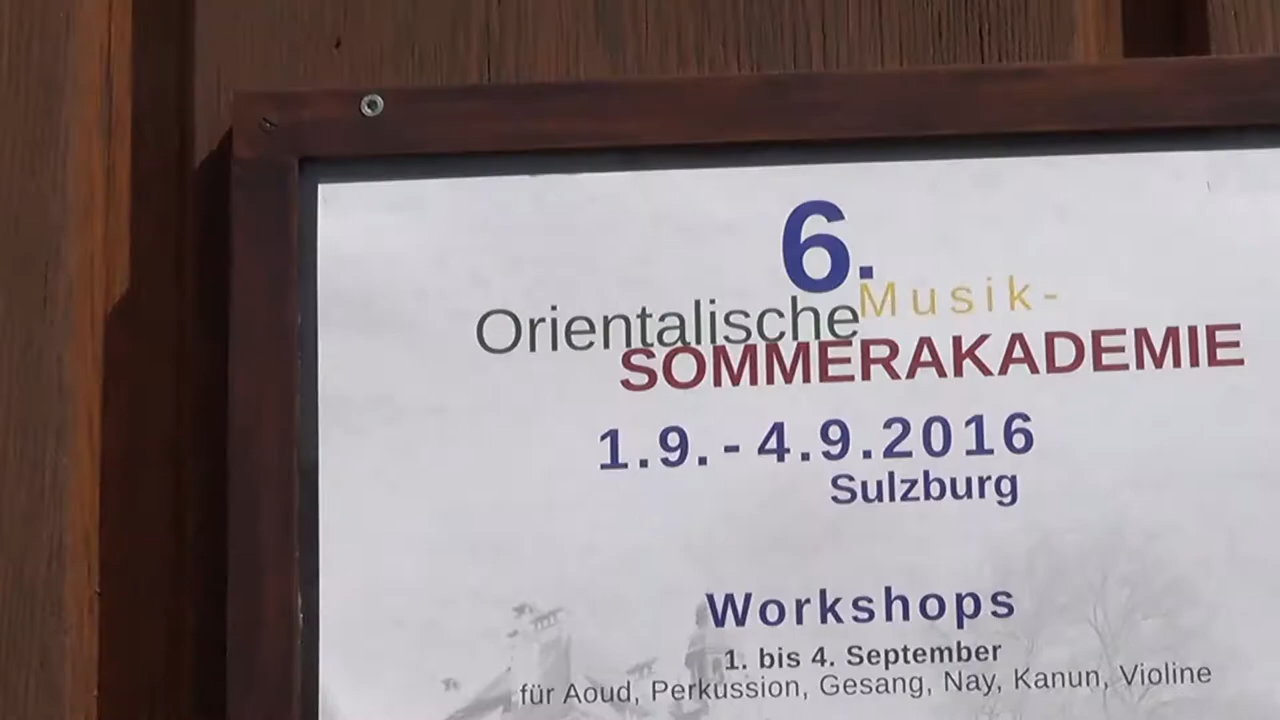 6.
Orientalische Musik-
SOMMERAKADEMIE
1.9.-4.9.2016
Sulzburg
Workshops
1. bis 4. September
für Aoud, Perkussion, Gesang, Nay, Kanun, Violine